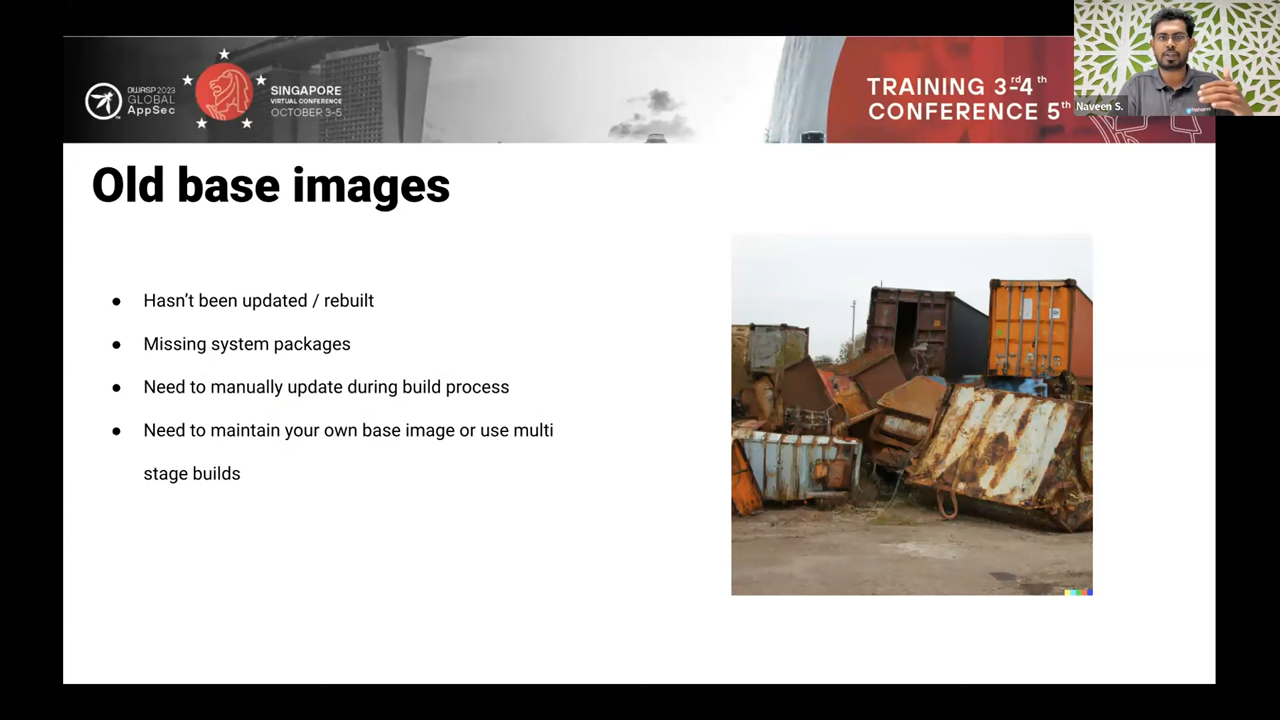 OWASP 2023
GLOBAL
AppSec
SINGAPORE
VIRTUAL CONFERENCE
OCTOBER 3-5
TRAINING 3rd-4th
CONFERENCE 5th
Naveen S.
Old base images
● Hasn’t been updated / rebuilt
● Missing system packages
● Need to manually update during build process
● Need to maintain your own base image or use multi
stage builds